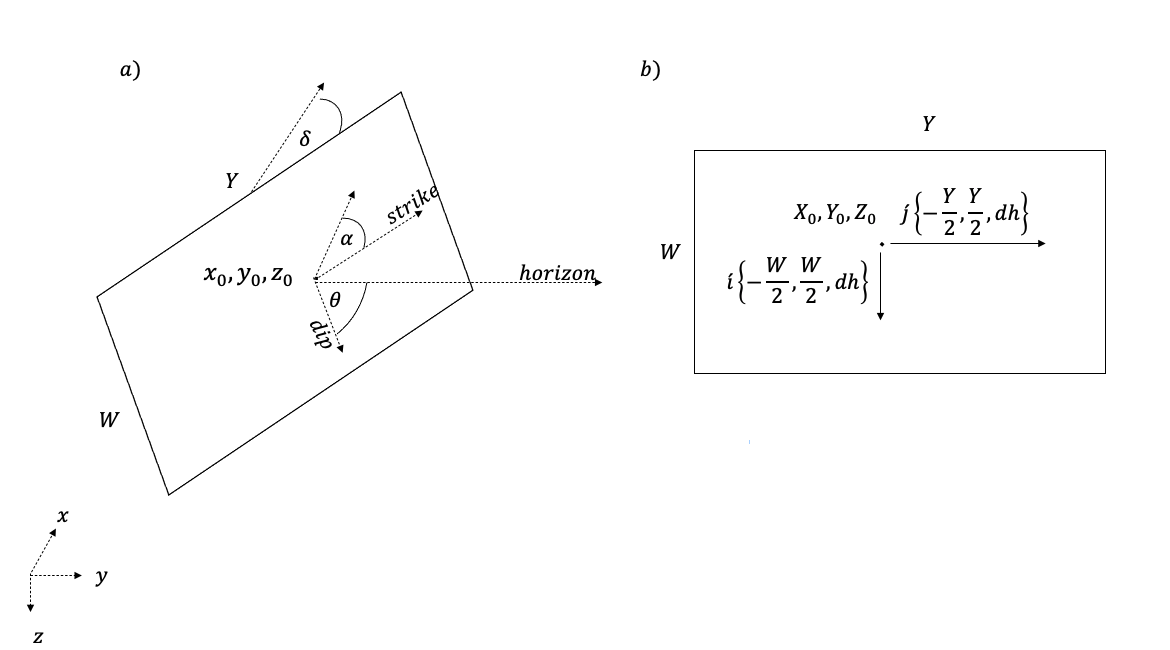 a)
δ
Y
strike
α
x₀, y₀, z₀
horizon
θ
dip
W
x
y
z
b)
Y
X₀, Y₀, Z₀ j́{-Y/2, Y/2, dh}
W
í{-W/2, W/2, dh}